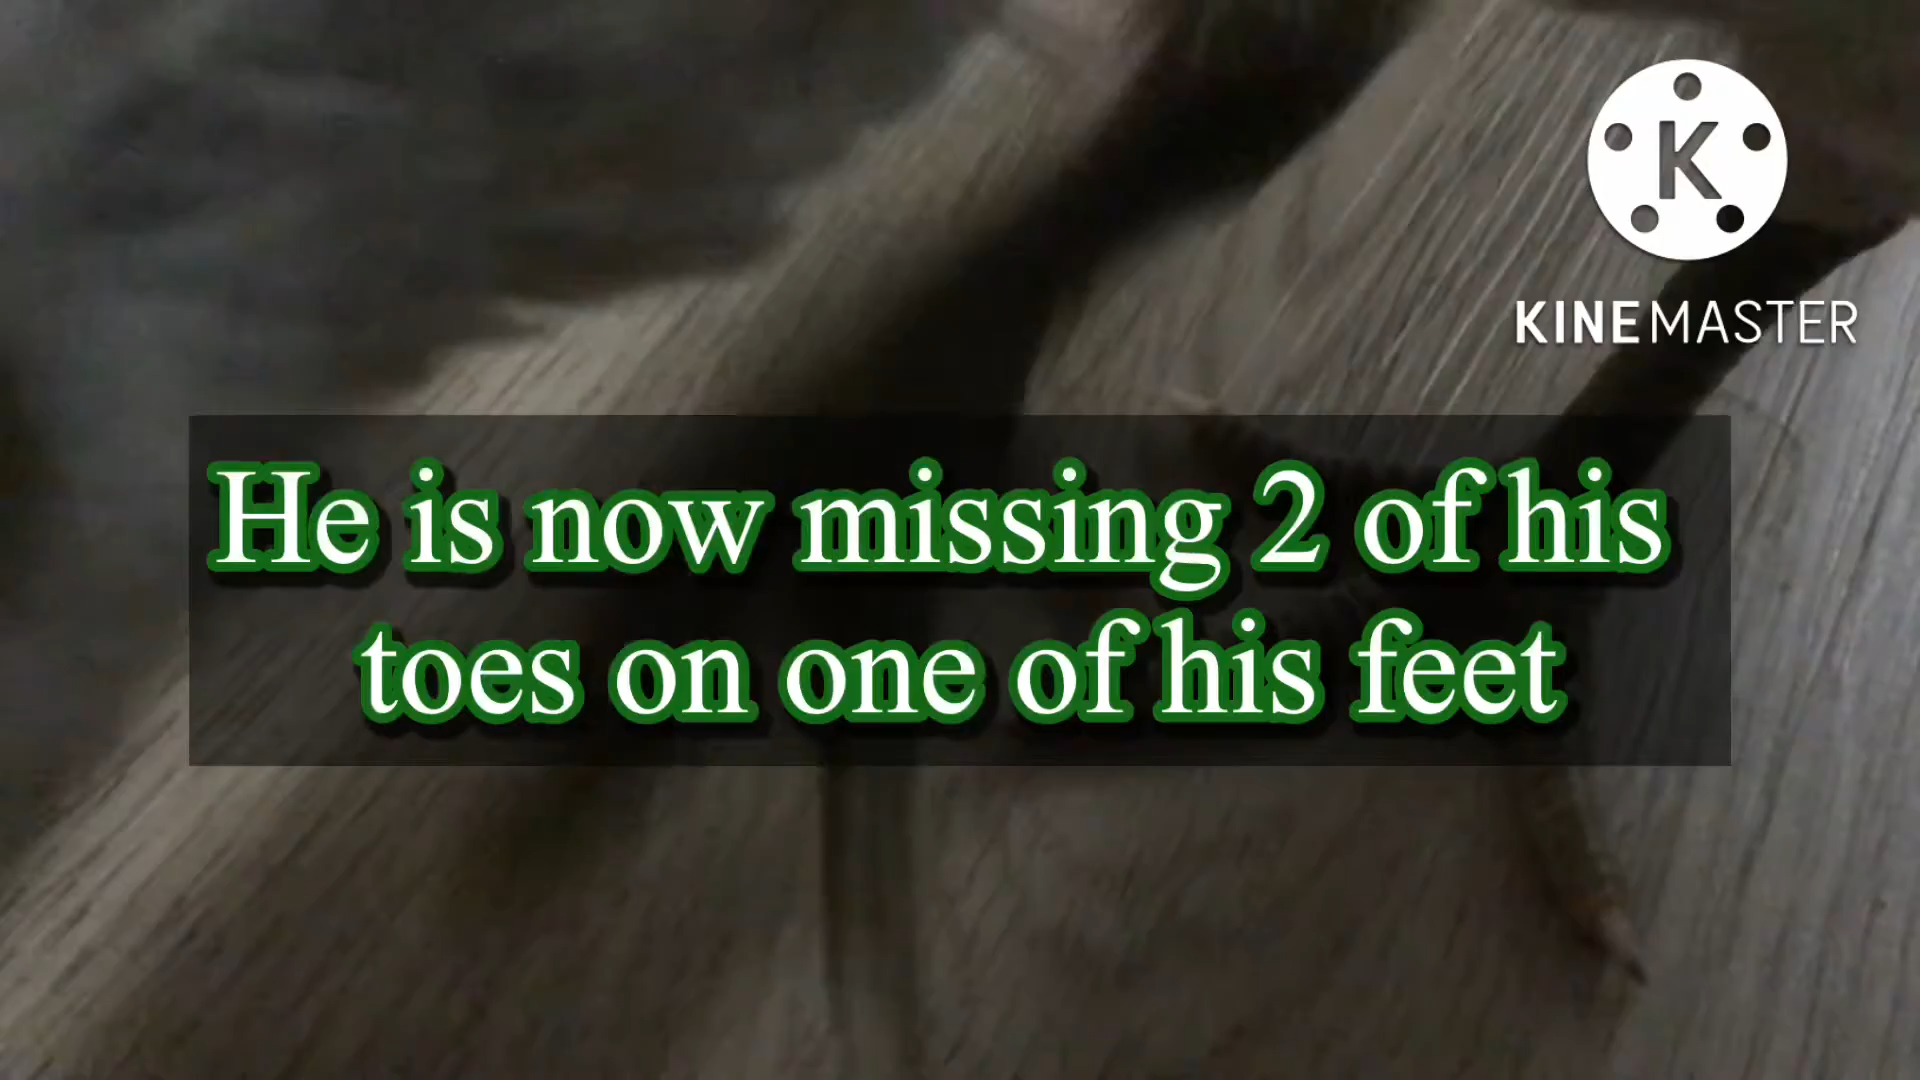 K
KINEMASTER
He is now missing 2 of his
toes on one of his feet